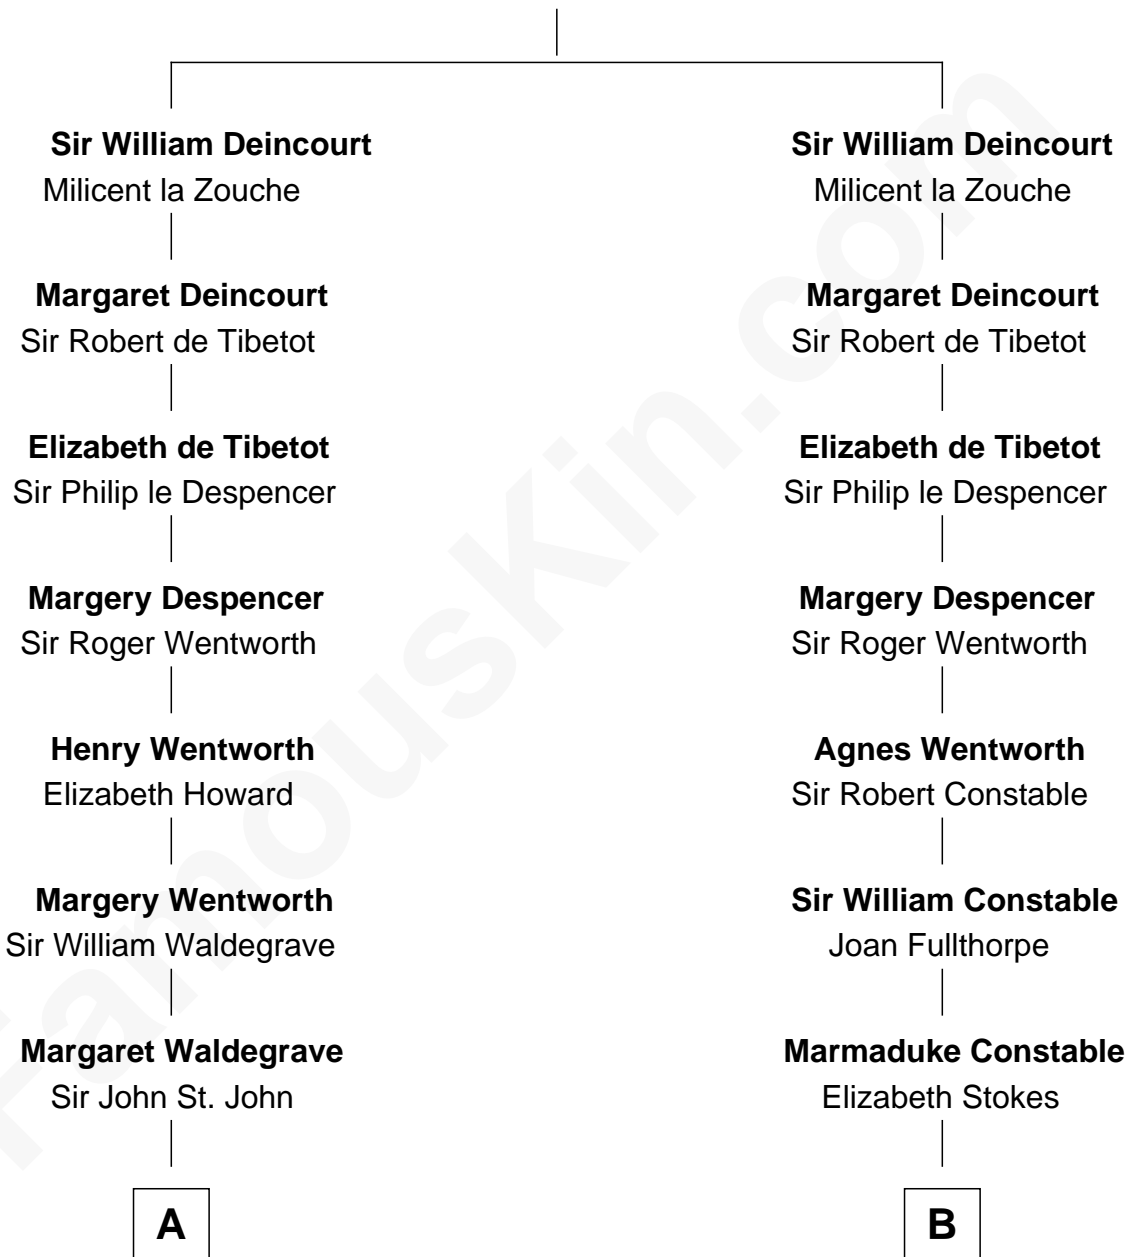 Sir William Deincourt
Milicent la Zouche
Margaret Deincourt
Sir Robert de Tibetot
Elizabeth de Tibetot
Sir Philip le Despencer
Margery Despencer
Sir Roger Wentworth
Henry Wentworth
Elizabeth Howard
Margery Wentworth
Sir William Waldegrave
Margaret Waldegrave
Sir John St. John
A
Sir William Deincourt
Milicent la Zouche
Margaret Deincourt
Sir Robert de Tibetot
Elizabeth de Tibetot
Sir Philip le Despencer
Margery Despencer
Sir Roger Wentworth
Agnes Wentworth
Sir Robert Constable
Sir William Constable
Joan Fullthorpe
Marmaduke Constable
Elizabeth Stokes
B
FamousKin.com